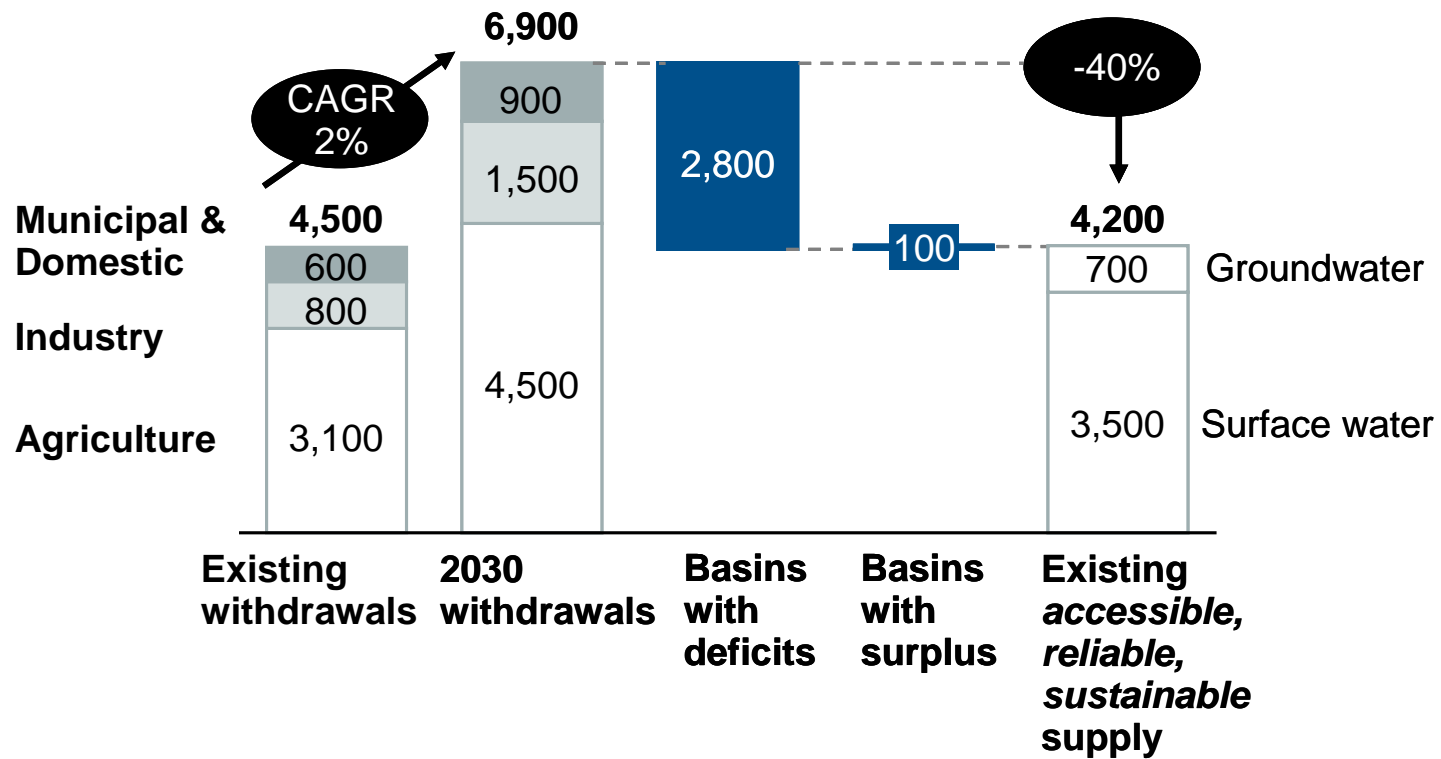 6,900
-40%
CAGR
2%
900
1,500
2,800
Municipal &
Domestic
4,500
4,200
100
600
700
Groundwater
800
Industry
4,500
Agriculture
3,100
3,500
Surface water
Existing
withdrawals
2030
withdrawals
Basins
with
deficits
Basins
with
surplus
Existing
accessible,
reliable,
sustainable
supply